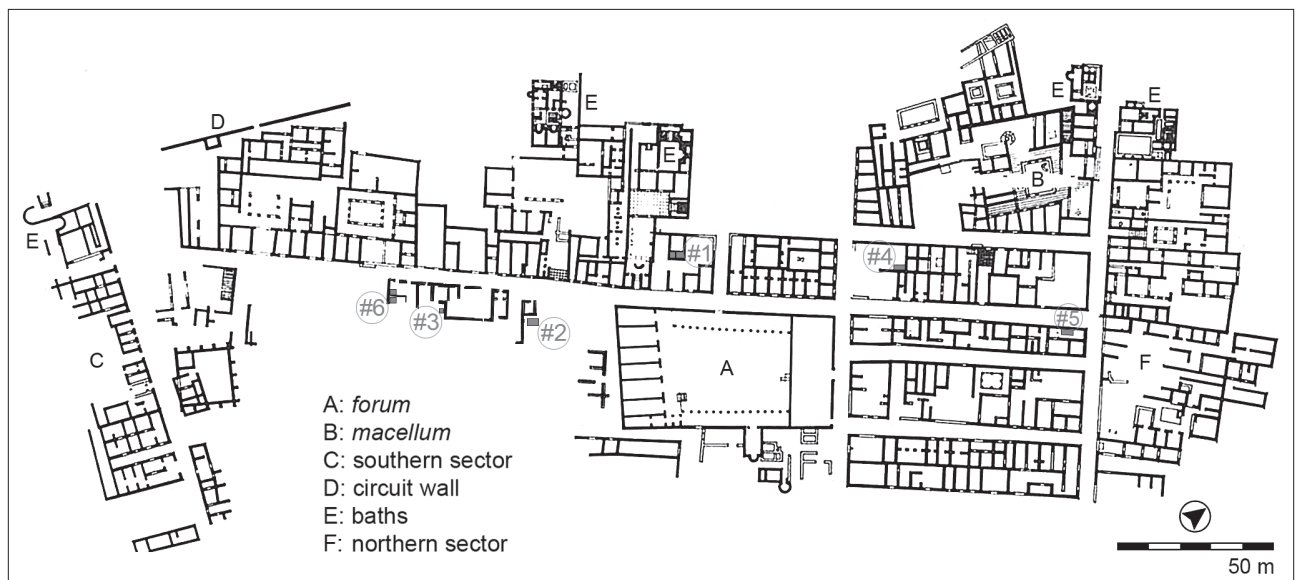 D
E
E
E
E
B
E
#1
#4
#6
#3
#2
#5
C
A
F
A: forum
B: macellum
C: southern sector
D: circuit wall
E: baths
F: northern sector
50 m